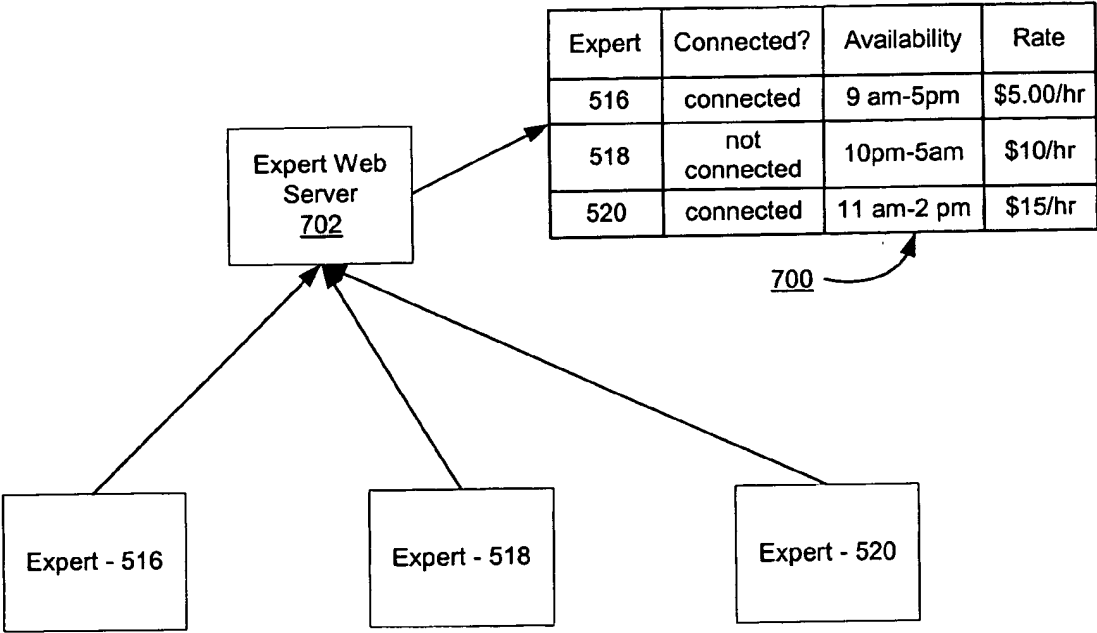 Expert Connected? Availability Rate
516 connected 9 am-5pm $5.00/hr
518 not connected 10pm-5am $10/hr
520 connected 11 am-2 pm $15/hr
700
Expert Web
Server
702
Expert - 516
Expert - 518
Expert - 520